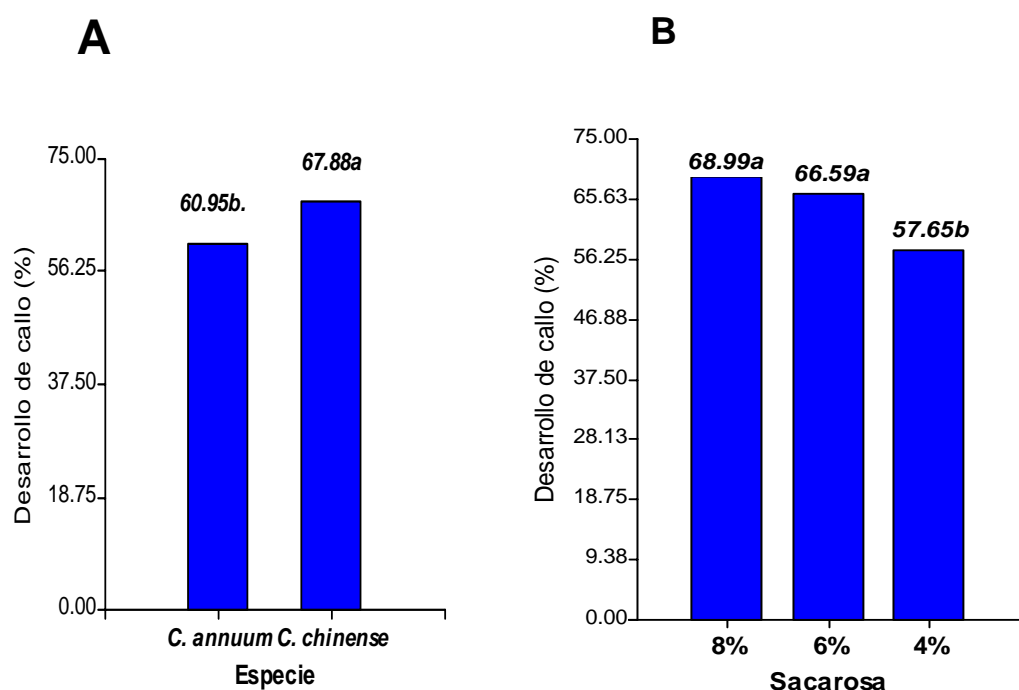 A
Desarrollo de callo (%)
75.00
56.25
37.50
18.75
0.00
60.95b.
67.88a
C. annuum C. chinense
Especie
B
Desarrollo de callo (%)
75.00
65.63
56.25
46.88
37.50
28.13
18.75
9.38
0.00
68.99a
66.59a
57.65b
8% 6% 4%
Sacarosa